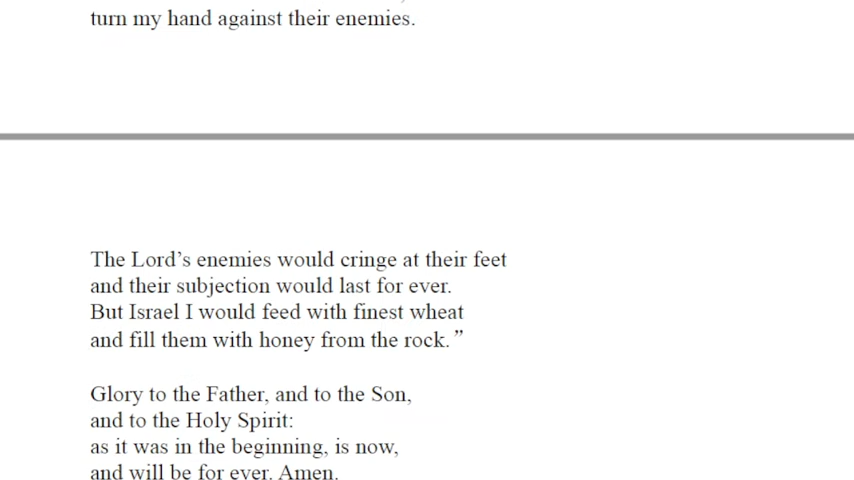 turn my hand against their enemies.
The Lord’s enemies would cringe at their feet
and their subjection would last for ever.
But Israel I would feed with finest wheat
and fill them with honey from the rock.”
Glory to the Father, and to the Son,
and to the Holy Spirit:
as it was in the beginning, is now,
and will be for ever. Amen.